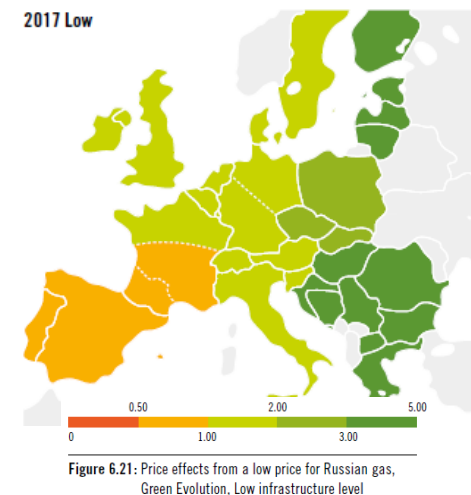 2017 Low
0.50 2.00 5.00
0 1.00 3.00
Figure 6.21: Price effects from a low price for Russian gas,
Green Evolution, Low infrastructure level